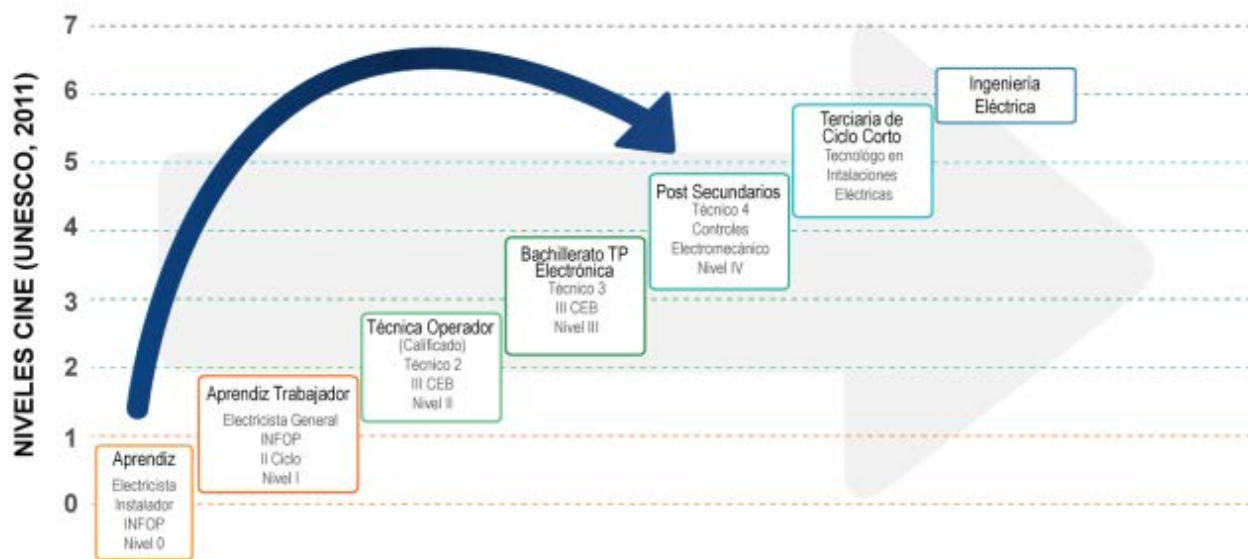 NIVELES CINE (UNESCO, 2011)
7
6
5
4
3
2
1
0
Aprendiz
Electricista
Instalador
INFOP
Nivel 0
Aprendiz Trabajador
Electricista General
INFOP
II Ciclo
Nivel I
Técnica Operador
(Calificado)
Técnico 2
III CEB
Nivel II
Bachillerato TP
Electrónica
Técnico 3
III CEB
Nivel III
Post Secundarios
Técnico 4
Controles
Electromecánico
Nivel IV
Terciaria de
Ciclo Corto
Tecnológo en
Intalaciones
Eléctricas
Ingeniería
Eléctrica